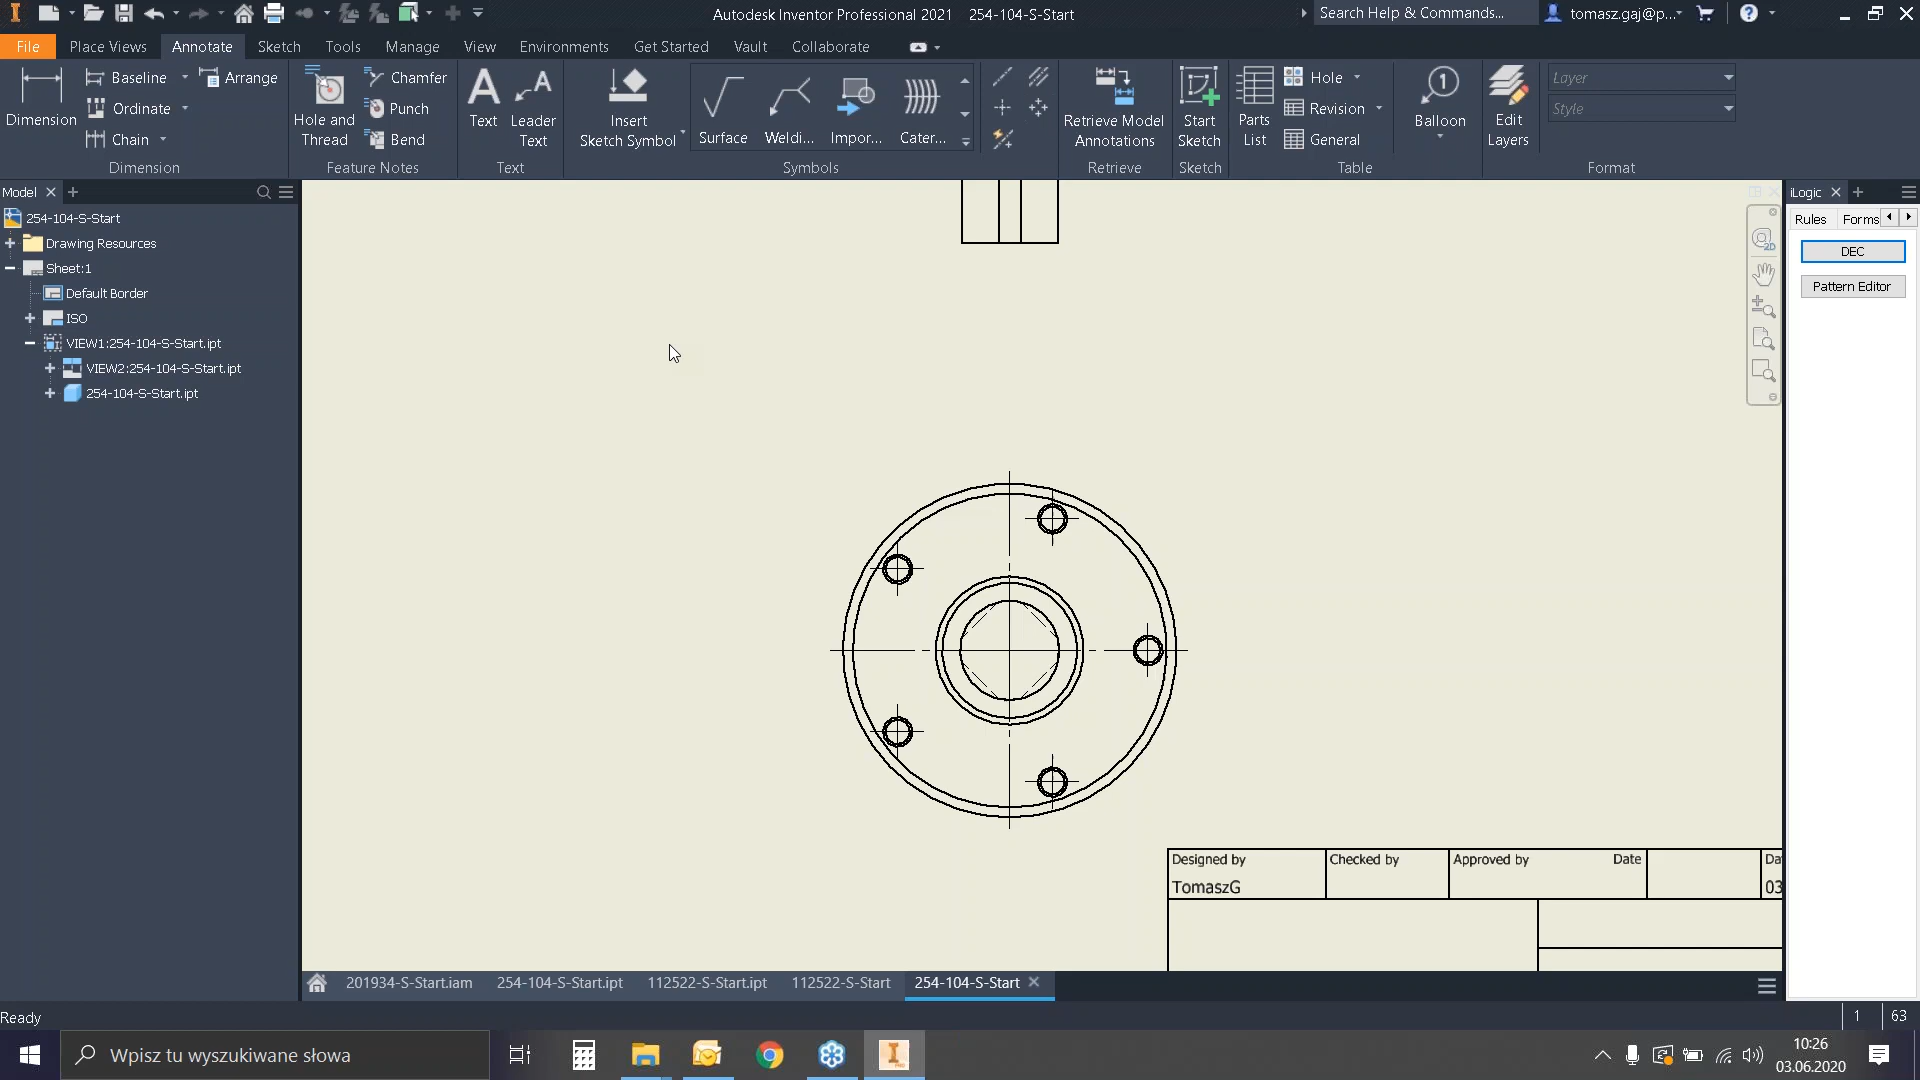 Autodesk Inventor Professional 2021 254-104-S-Start
Search Help & Commands...
tomasz.gaj@p...
File Place Views Annotate Sketch Tools Manage View Environments Get Started Vault Collaborate
Dimension
Baseline
Ordinate
Chain
Arrange
Dimension
Hole and
Thread
Chamfer
Punch
Bend
Feature Notes
Text
Leader
Text
Text
Insert
Sketch Symbol
Surface
Weldi...
Impor...
Cater...
Symbols
Retrieve Model
Annotations
Retrieve
Start
Sketch
Sketch
Parts
List
Hole
Revision
General
Table
Balloon
1
Edit
Layers
Layer
Style
Format
Model
254-104-S-Start
Drawing Resources
Sheet:1
Default Border
ISO
VIEW1:254-104-S-Start.ipt
VIEW2:254-104-S-Start.ipt
254-104-S-Start.ipt
2D
iLogic
Rules Forms
DEC
Pattern Editor
Designed by
TomaszG
Checked by
Approved by Date
Da
03
201934-S-Start.iam 254-104-S-Start.ipt 112522-S-Start.ipt 112522-S-Start 254-104-S-Start
Ready
1 63
Wpisz tu wyszukiwane słowa
10:26
03.06.2020